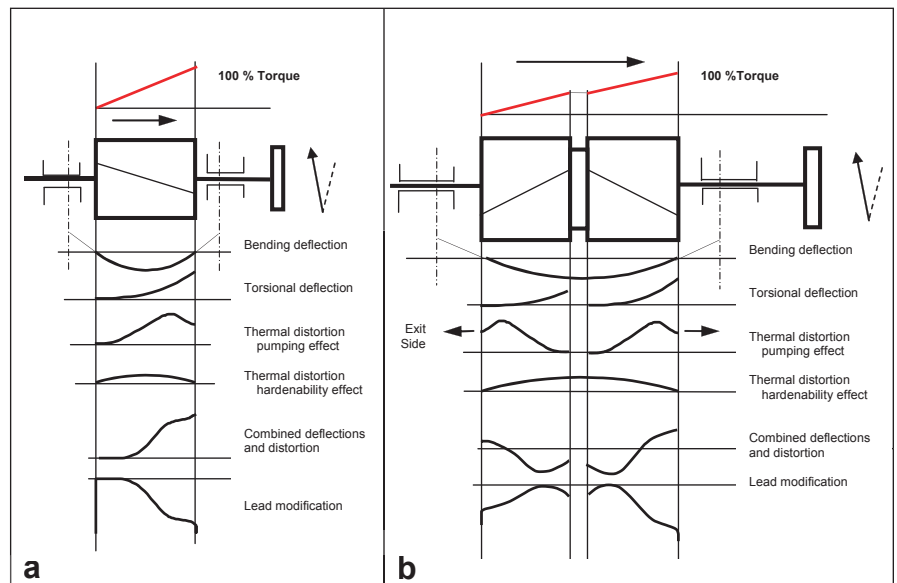 100 % Torque
Bending deflection
Torsional deflection
Thermal distortion
pumping effect
Thermal distortion
hardenability effect
Combined deflections
and distortion
Lead modification
a
100 %Torque
Bending deflection
Torsional deflection
Exit
Side
Thermal distortion
pumping effect
Thermal distortion
hardenability effect
Combined deflections
and distortion
Lead modification
b